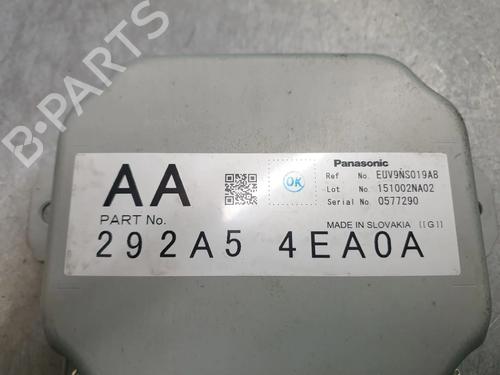 B-PARTS
AA
PART No.
OK
Panasonic
Ref No. EUV9NS019AB
Lot No. 151002NA02
Serial No. 0577290
MADE IN SLOVAKIA [[G]]
292A5 4EA0A